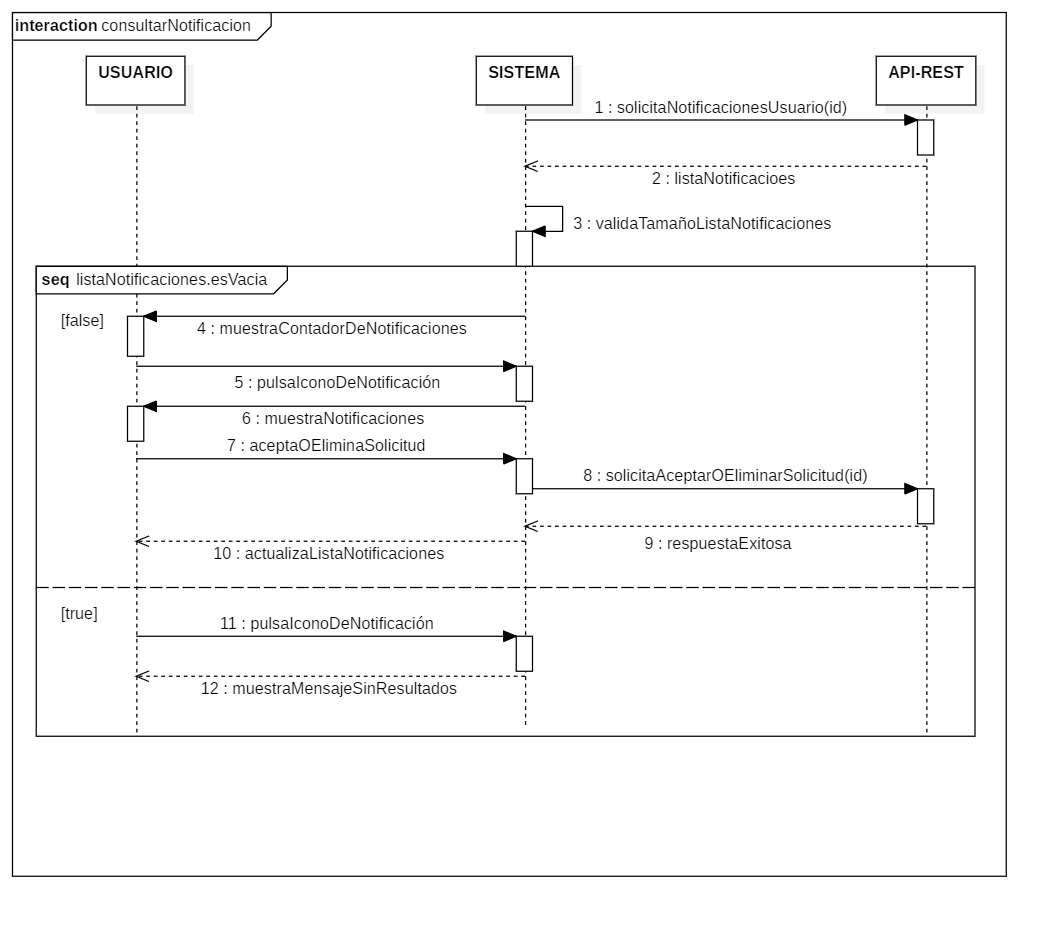 interaction consultarNotificacion
USUARIO
SISTEMA
API-REST
1 : solicitaNotificacionesUsuario(id)
2 : listaNotificacioes
3 : validaTamañoListaNotificaciones
seq listaNotificaciones.esVacia
[false]
4 : muestraContadorDeNotificaciones
5 : pulsaIconoDeNotificación
6 : muestraNotificaciones
7 : aceptaOEliminaSolicitud
8 : solicitaAceptarOEliminarSolicitud(id)
9 : respuestaExitosa
10 : actualizaListaNotificaciones
[true]
11 : pulsaIconoDeNotificación
12 : muestraMensajeSinResultados